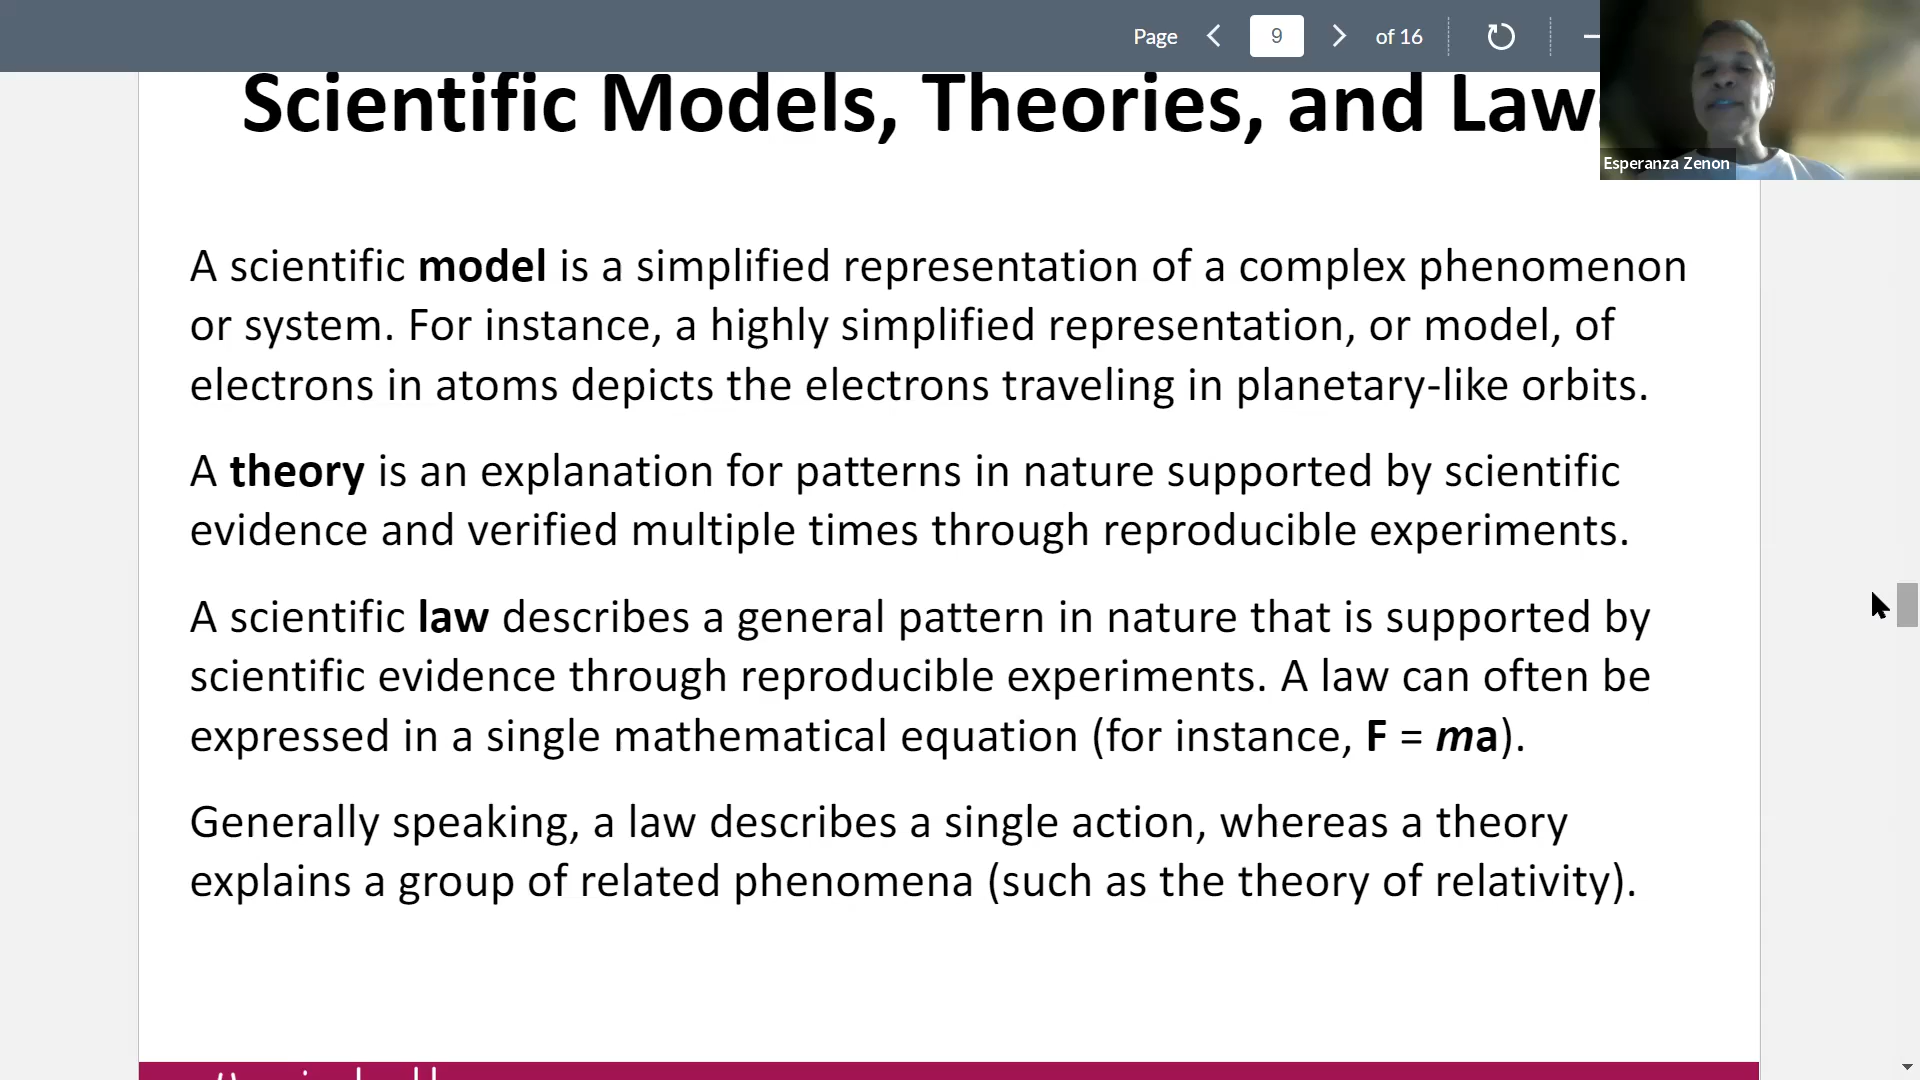 Page 9 of 16
Scientific Models, Theories, and Law
Esperanza Zenon
A scientific model is a simplified representation of a complex phenomenon
or system. For instance, a highly simplified representation, or model, of
electrons in atoms depicts the electrons traveling in planetary-like orbits.
A theory is an explanation for patterns in nature supported by scientific
evidence and verified multiple times through reproducible experiments.
A scientific law describes a general pattern in nature that is supported by
scientific evidence through reproducible experiments. A law can often be
expressed in a single mathematical equation (for instance, F = ma).
Generally speaking, a law describes a single action, whereas a theory
explains a group of related phenomena (such as the theory of relativity).